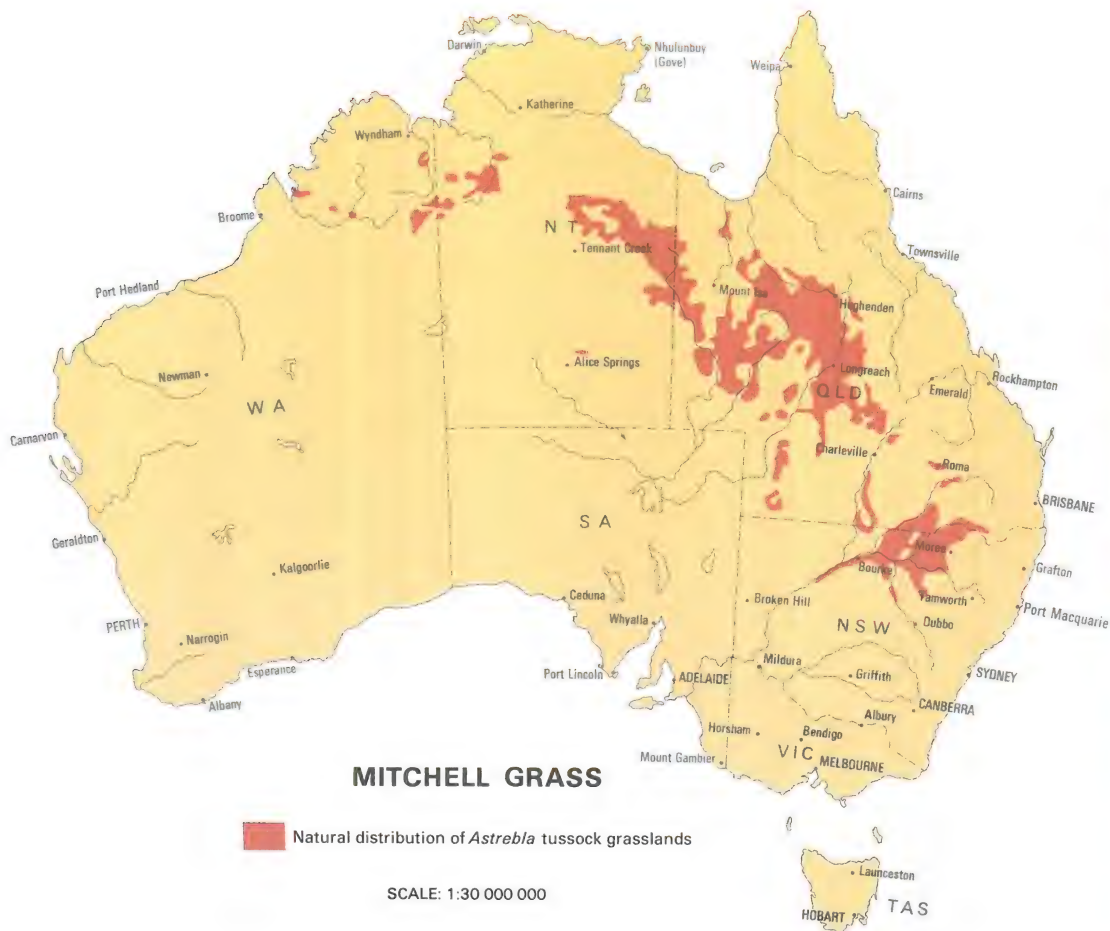 Darwin
Nhulunbuy
(Gove)
Weipa
Katherine
Wyndham
Cairns
Broome
N T
Tennant Creek
Townsville
Port Hedland
Mount Isa
Hughenden
Alice Springs
Longreach
Newman
Rockhampton
Emerald
W A
QLD
Carnarvon
Charleville
Roma
BRISBANE
S A
Geraldton
Moree
Kalgoorlie
Bourke
Grafton
Ceduna
Broken Hill
Tamworth
Port Macquarie
PERTH
Whyalla
NSW
Dubbo
Narrogin
Esperance
Port Lincoln
Mildura
ADELAIDE
Griffith
SYDNEY
Albany
CANBERRA
Albury
Horsham
Bendigo
VIC
Mount Gambier
MELBOURNE
MITCHELL GRASS
Natural distribution of Astrebla tussock grasslands
SCALE: 1:30 000 000
Launceston
TAS
HOBART